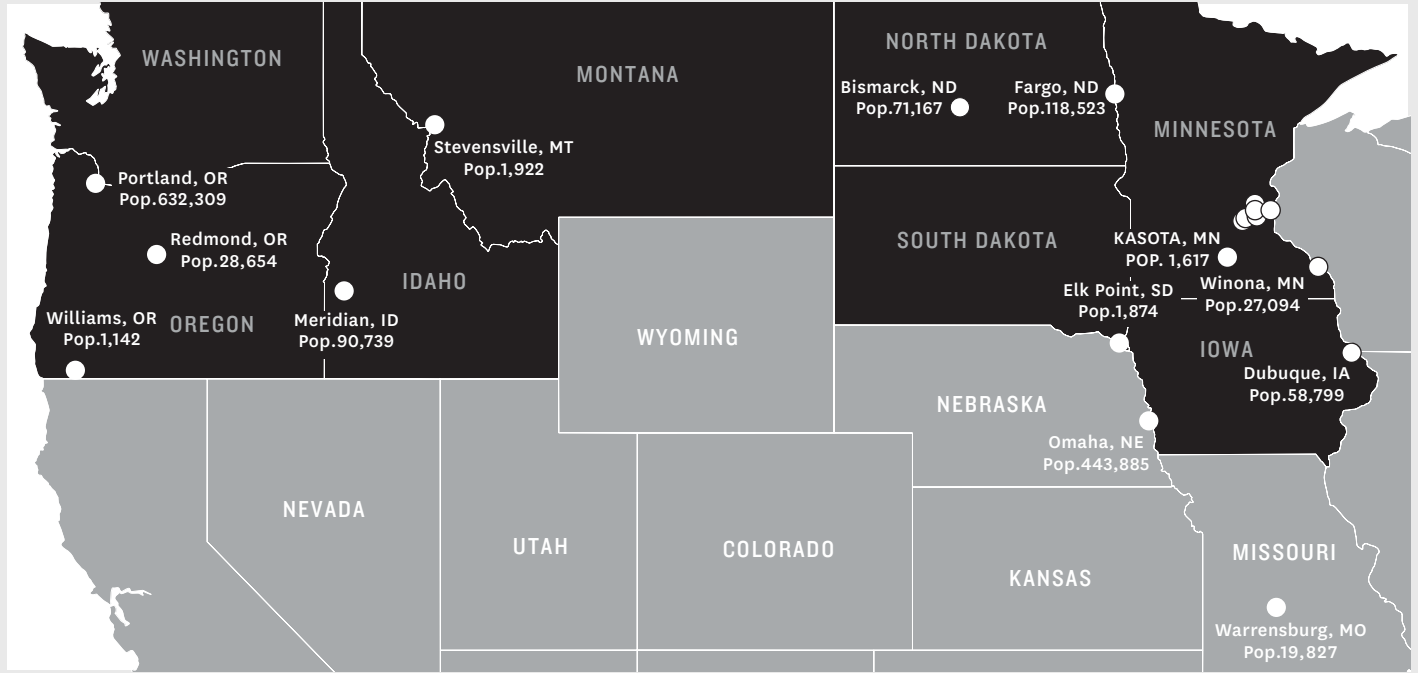 WASHINGTON
MONTANA
NORTH DAKOTA
Bismarck, ND
Pop.71,167
Fargo, ND
Pop.118,523
MINNESOTA
Stevensville, MT
Pop.1,922
Portland, OR
Pop.632,309
Redmond, OR
Pop.28,654
SOUTH DAKOTA
KASOTA, MN
POP. 1,617
IDAHO
Winona, MN
Pop.27,094
Elk Point, SD
Pop.1,874
Williams, OR
Pop.1,142
OREGON
Meridian, ID
Pop.90,739
WYOMING
IOWA
Dubuque, IA
Pop.58,799
NEBRASKA
Omaha, NE
Pop.443,885
NEVADA
UTAH
COLORADO
KANSAS
MISSOURI
Warrensburg, MO
Pop.19,827